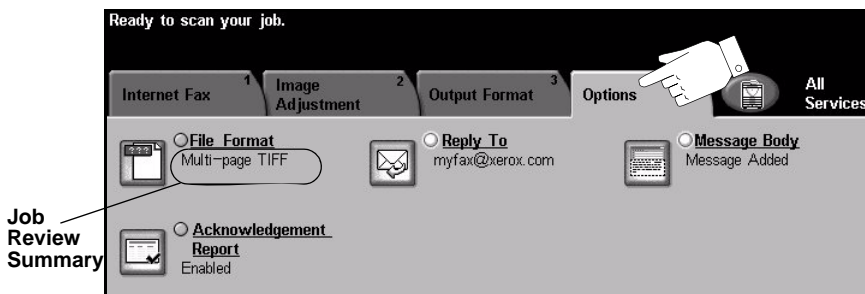 Ready to scan your job.
Internet Fax 1
Image Adjustment 2
Output Format 3
Options
All Services
File Format
Multi-page TIFF
Reply To
myfax@xerox.com
Message Body
Message Added
Job Review Summary
Acknowledgement Report
Enabled